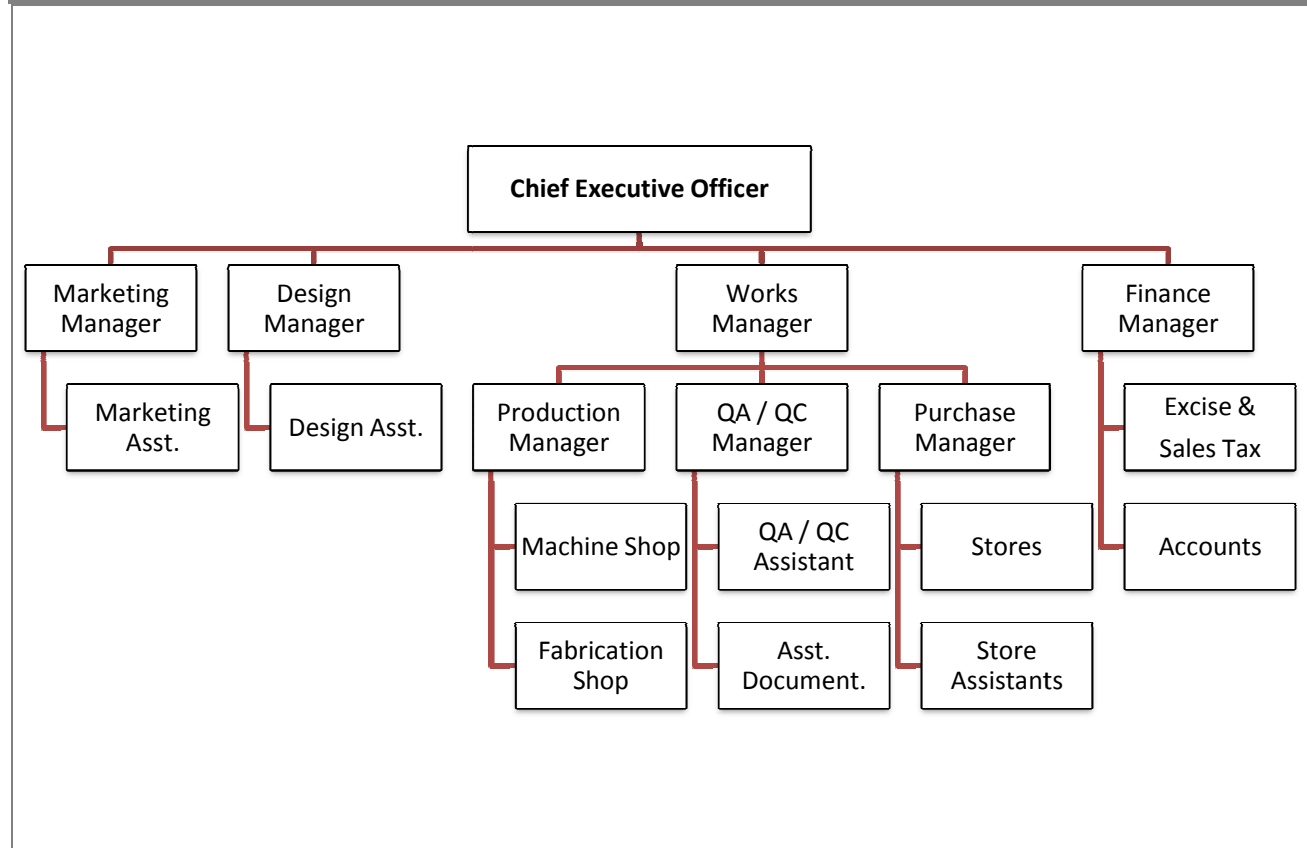 Chief Executive Officer
Marketing
Manager
Design
Manager
Works
Manager
Finance
Manager
Marketing
Asst.
Design Asst.
Production
Manager
QA / QC
Manager
Purchase
Manager
Excise &
Sales Tax
Machine Shop
QA / QC
Assistant
Stores
Accounts
Fabrication
Shop
Asst.
Document.
Store
Assistants